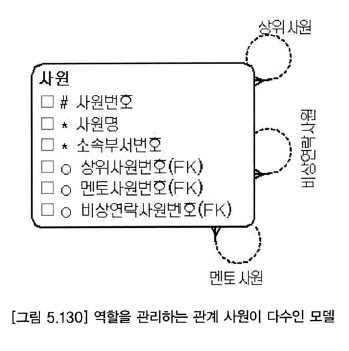 상위사원
사원
□ # 사원번호
□ * 사원명
□ * 소속부서번호
□ ○ 상위사원번호(FK)
□ ○ 멘토사원번호(FK)
□ ○ 비상연락사원번호(FK)
비상연락사원
멘토사원
[그림 5.130] 역할을 관리하는 관계 사원이 다수인 모델